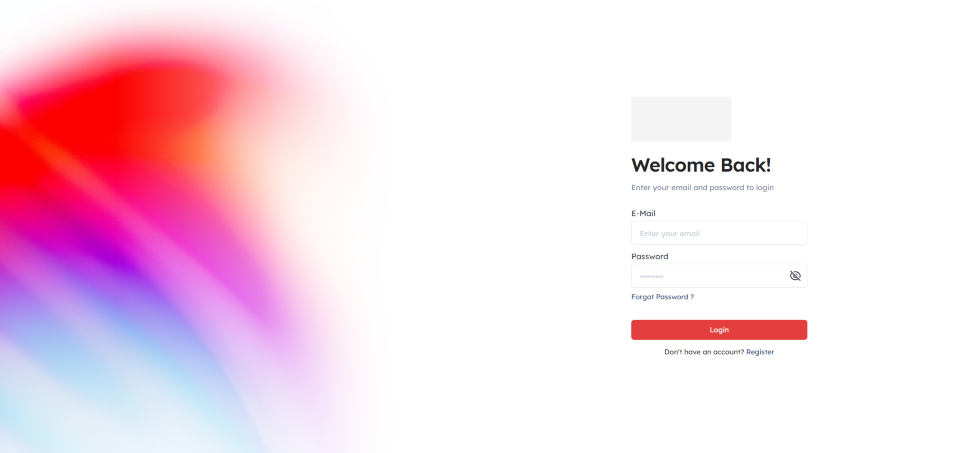 Welcome Back!
Enter your email and password to login
E-Mail
Enter your email
Password
Forgot Password ?
Login
Don't have an account? Register